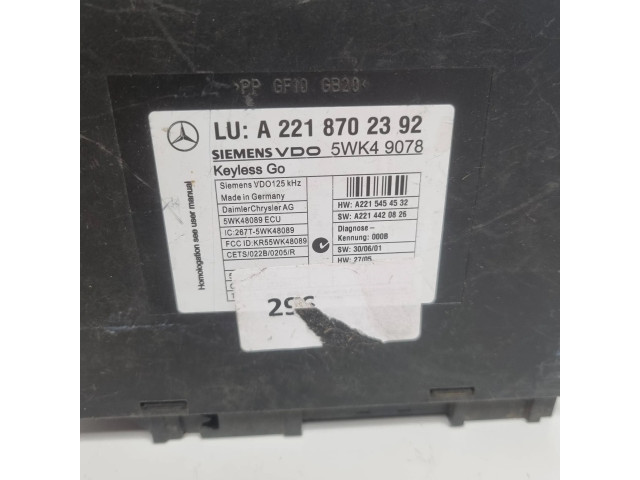 >PP GF10 GB20<
LU: A 221 870 23 92
SIEMENS VDO 5WK4 9078
Keyless Go
Siemens VDO125 kHz
Made in Germany
DaimlerChrysler AG
5WK48089 ECU
IC:267T-5WK48089
FCC ID:KR55WK48089
CETS/022B/0205/R
HW: A221 545 45 32
SW: A221 442 08 26
Diagnose –
Kennung: 000B
SW: 30/06/01
HW: 27/05
Homologation see user manual